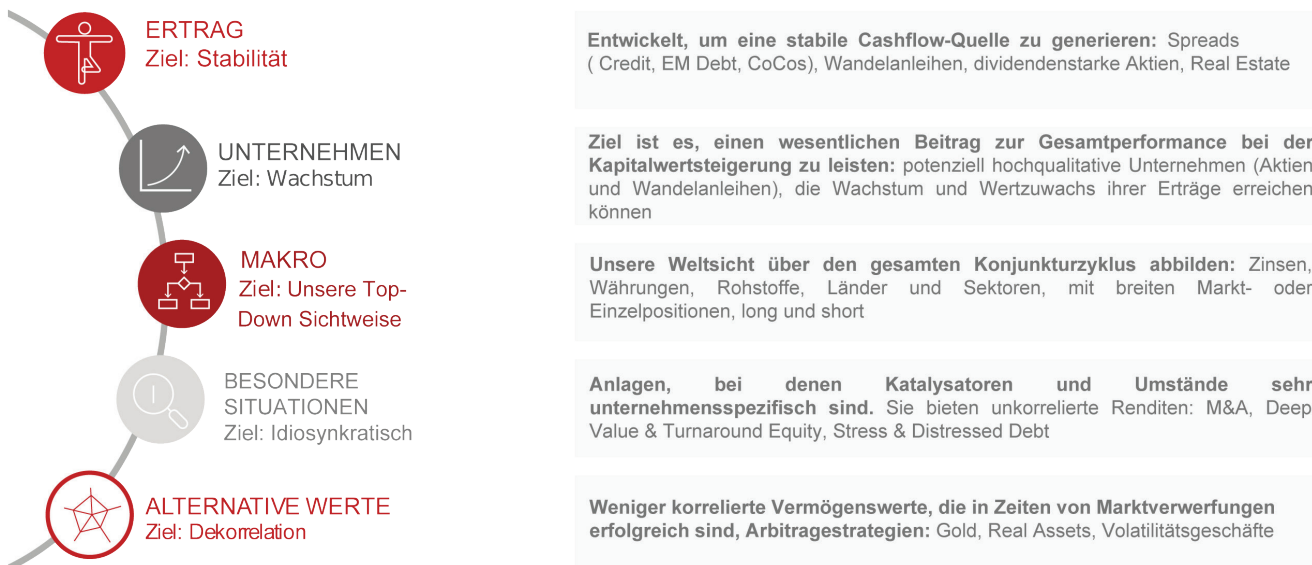 ERTRAG
Ziel: Stabilität
Entwickelt, um eine stabile Cashflow-Quelle zu generieren: Spreads
( Credit, EM Debt, CoCos), Wandelanleihen, dividendenstarke Aktien, Real Estate
UNTERNEHMEN
Ziel: Wachstum
Ziel ist es, einen wesentlichen Beitrag zur Gesamtperformance bei der
Kapitalwertsteigerung zu leisten: potenziell hochqualitative Unternehmen (Aktien
und Wandelanleihen), die Wachstum und Wertzuwachs ihrer Erträge erreichen
können
MAKRO
Ziel: Unsere Top-
Down Sichtweise
Unsere Weltsicht über den gesamten Konjunkturzyklus abbilden: Zinsen,
Währungen, Rohstoffe, Länder und Sektoren, mit breiten Markt- oder
Einzelpositionen, long und short
BESONDERE
SITUATIONEN
Ziel: Idiosynkratisch
Anlagen, bei denen Katalysatoren und Umstände sehr
unternehmensspezifisch sind. Sie bieten unkorrelierte Renditen: M&A, Deep
Value & Turnaround Equity, Stress & Distressed Debt
ALTERNATIVE WERTE
Ziel: Dekorrelation
Weniger korrelierte Vermögenswerte, die in Zeiten von Marktverwerfungen
erfolgreich sind, Arbitragestrategien: Gold, Real Assets, Volatilitätsgeschäfte